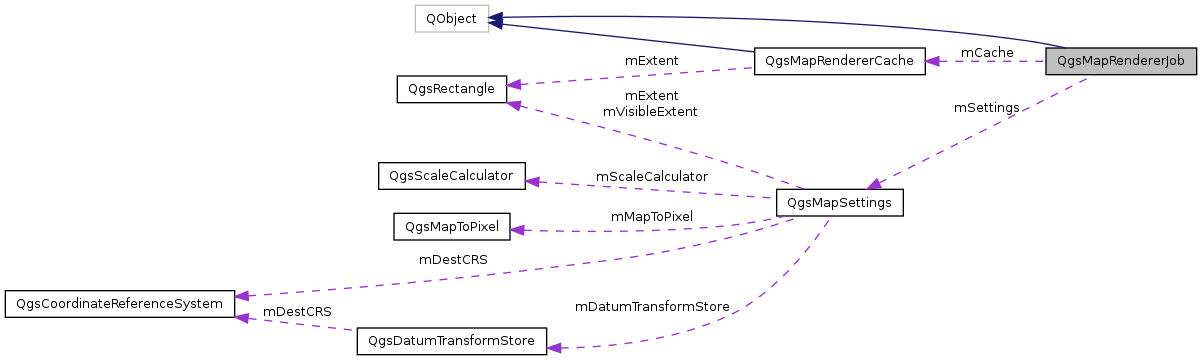 QObject
QgsMapRendererCache
mCache
QgsMapRendererJob
mExtent
QgsRectangle
mExtent
mVisibleExtent
mSettings
QgsScaleCalculator
mScaleCalculator
QgsMapSettings
QgsMapToPixel
mMapToPixel
mDestCRS
QgsCoordinateReferenceSystem
mDestCRS
mDatumTransformStore
QgsDatumTransformStore